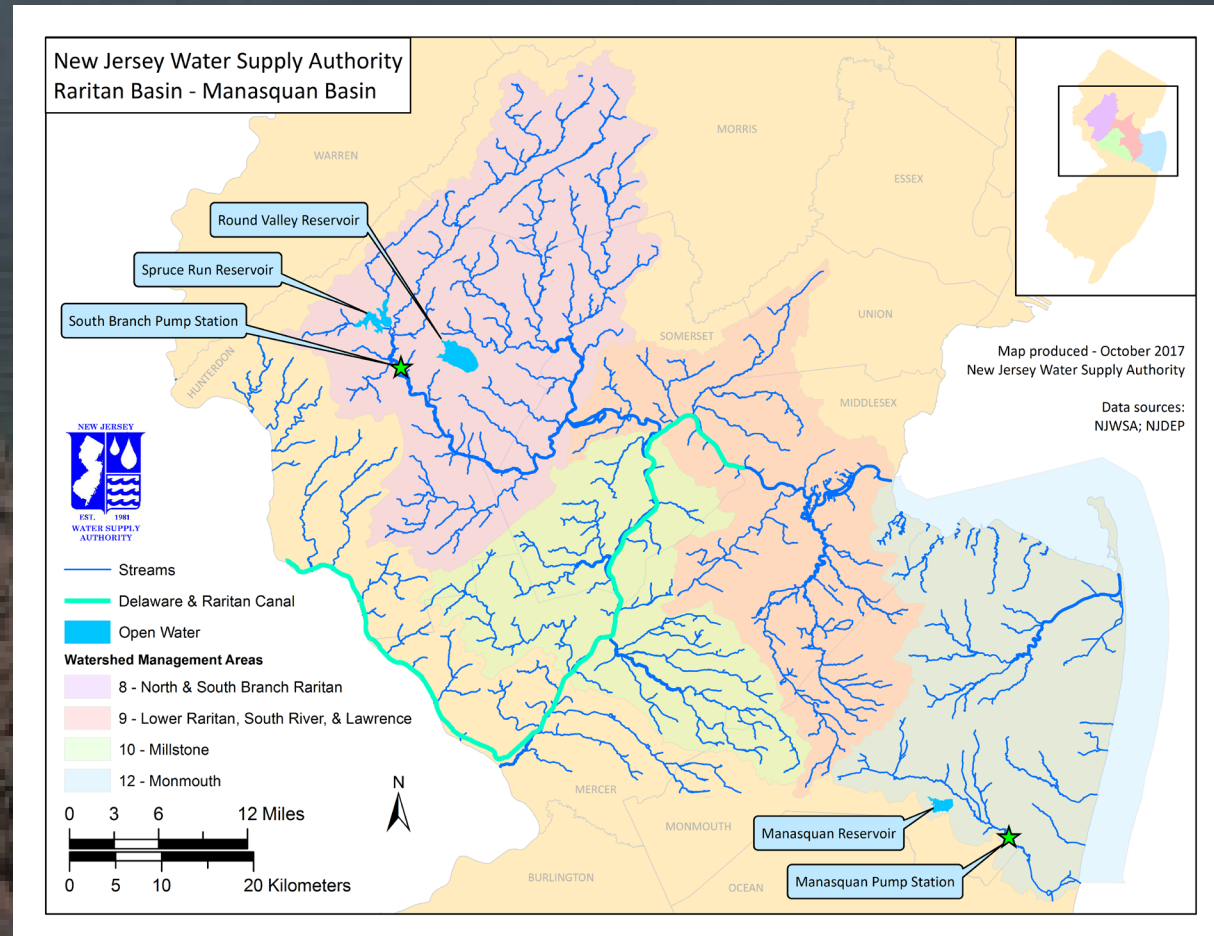 New Jersey Water Supply Authority
Raritan Basin - Manasquan Basin
MORRIS
WARREN
ESSEX
Round Valley Reservoir
Spruce Run Reservoir
South Branch Pump Station
UNION
SOMERSET
HUNTERDON
Map produced - October 2017
New Jersey Water Supply Authority
MIDDLESEX
Data sources:
NJWSA; NJDEP
NEW JERSEY
EST. 1981
WATER SUPPLY
AUTHORITY
Streams
Delaware & Raritan Canal
Open Water
Watershed Management Areas
8 - North & South Branch Raritan
9 - Lower Raritan, South River, & Lawrence
10 - Millstone
12 - Monmouth
N
0 3 6 12 Miles
0 5 10 20 Kilometers
MERCER
MONMOUTH
Manasquan Reservoir
BURLINGTON
OCEAN
Manasquan Pump Station